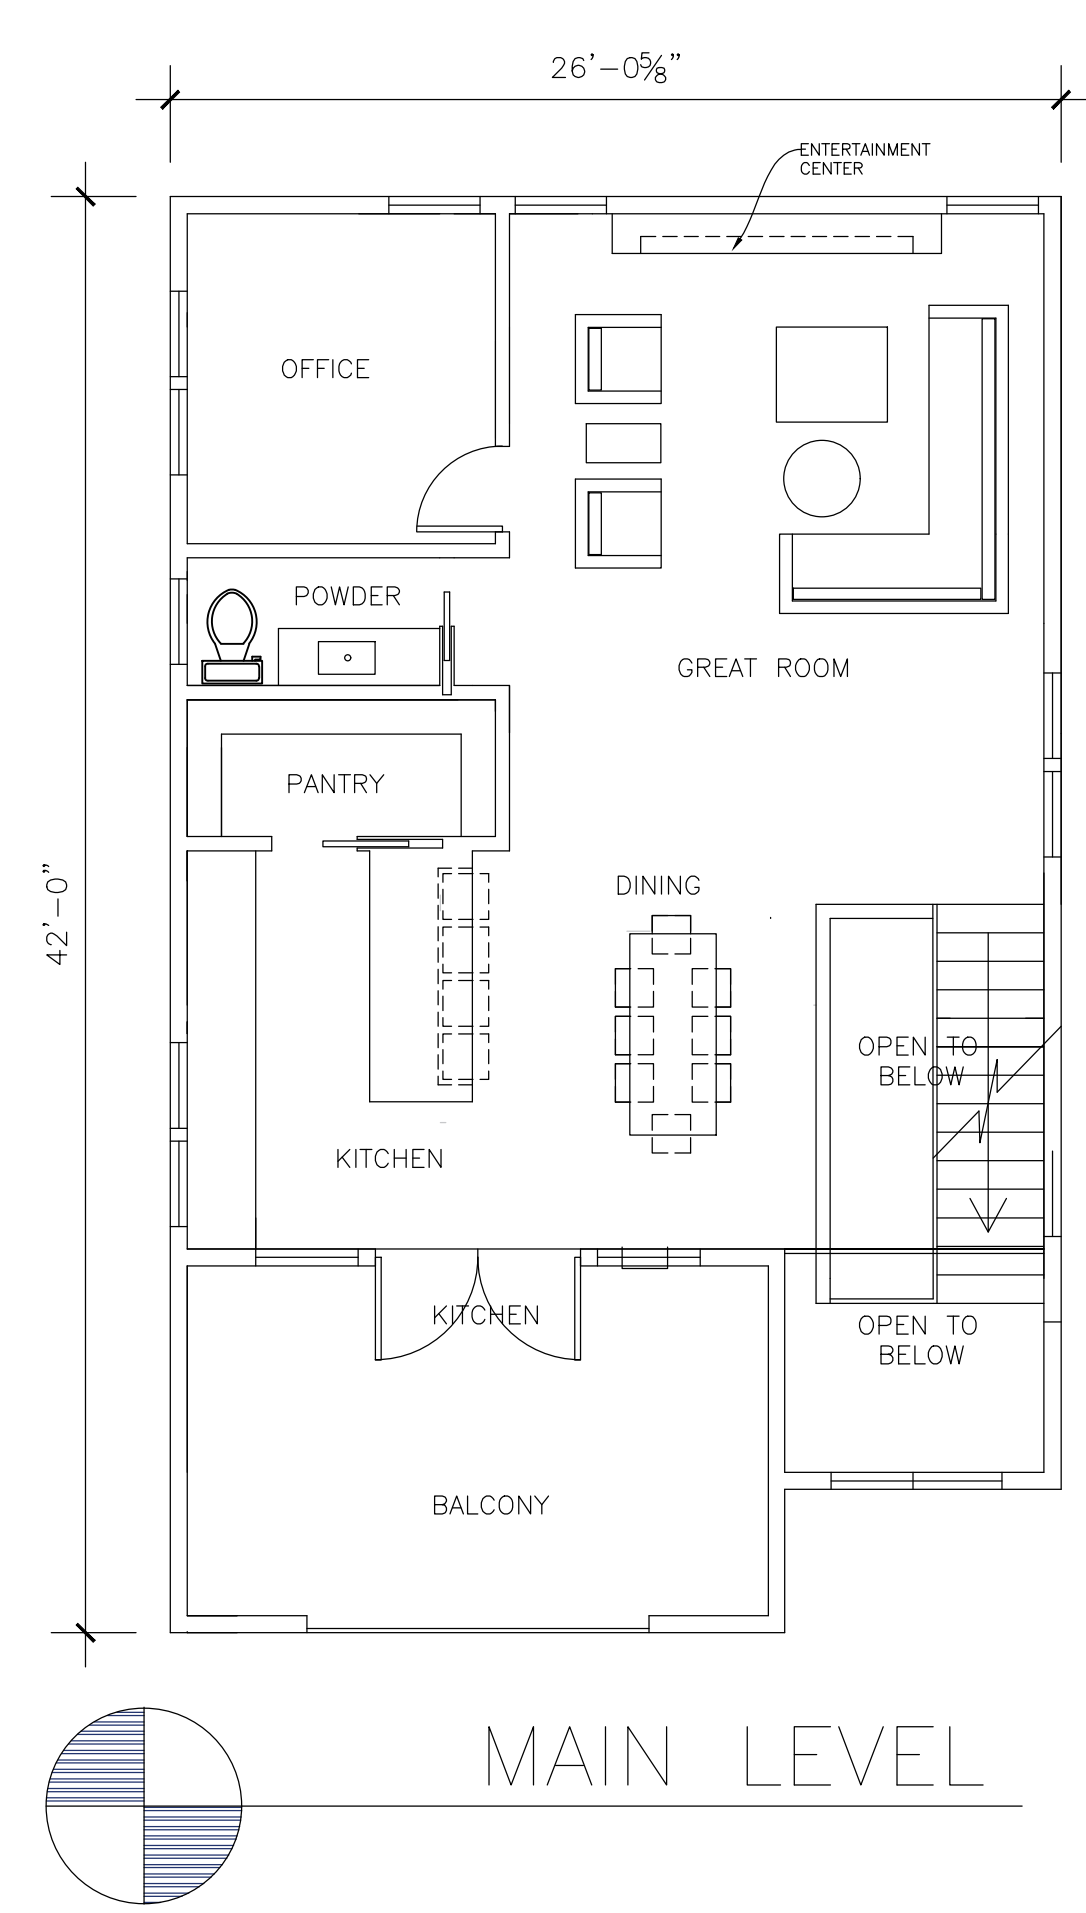 26'-0⅝"
ENTERTAINMENT
CENTER
OFFICE
POWDER
GREAT ROOM
PANTRY
42'-0"
DINING
OPEN TO
BELOW
KITCHEN
KITCHEN
OPEN TO
BELOW
BALCONY
MAIN LEVEL